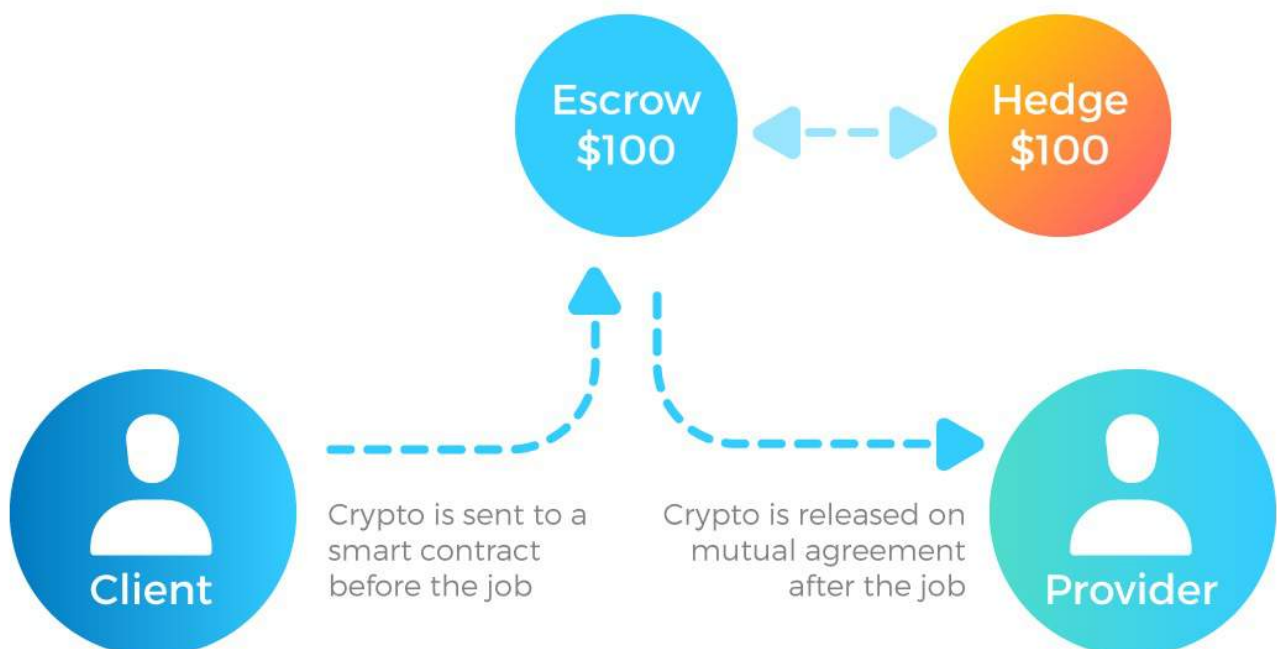 Escrow
$100
Hedge
$100
Crypto is sent to a
smart contract
before the job
Crypto is released on
mutual agreement
after the job
Client
Provider